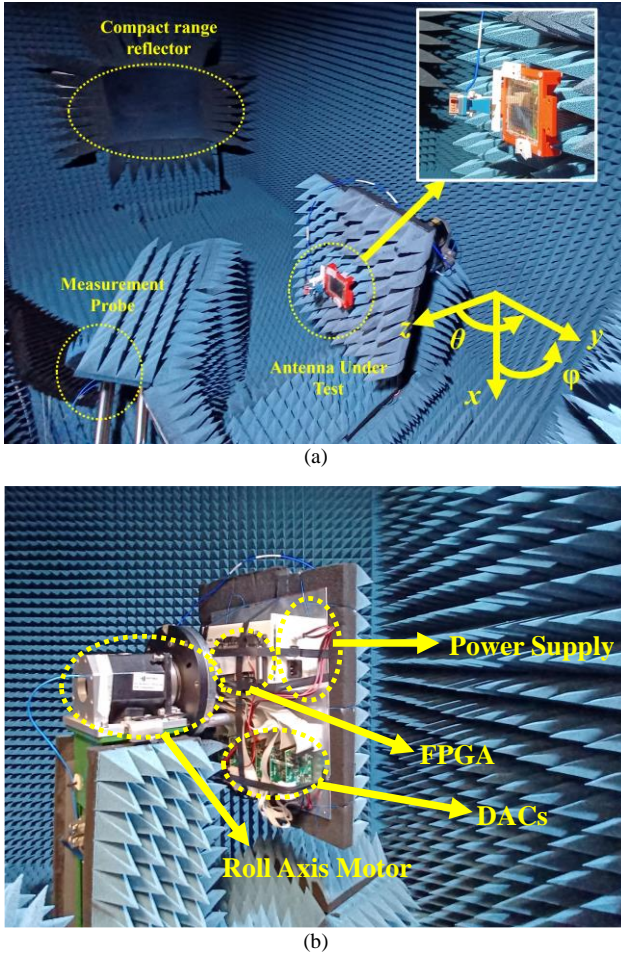 Compact range
reflector
Measurement
Probe
Antenna Under
Test
z
θ
y
x
φ
(a)
Power Supply
FPGA
DACs
Roll Axis Motor
(b)